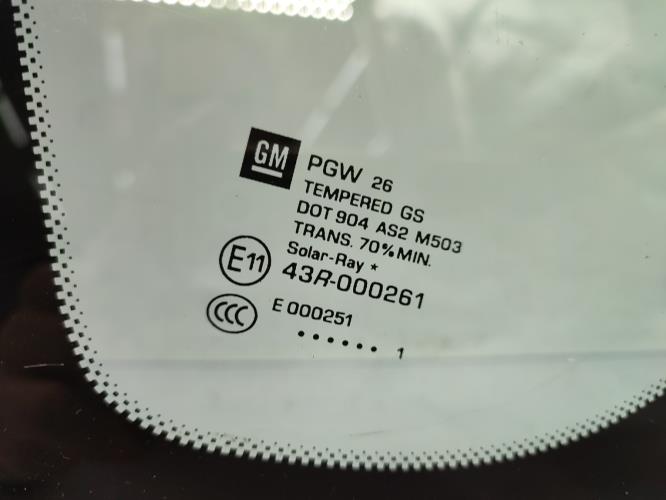 GM PGW 26
TEMPERED GS
DOT 904 AS2 M503
TRANS. 70% MIN.
Solar-Ray *
E11 43R-000261
CCC E 000251
...... 1